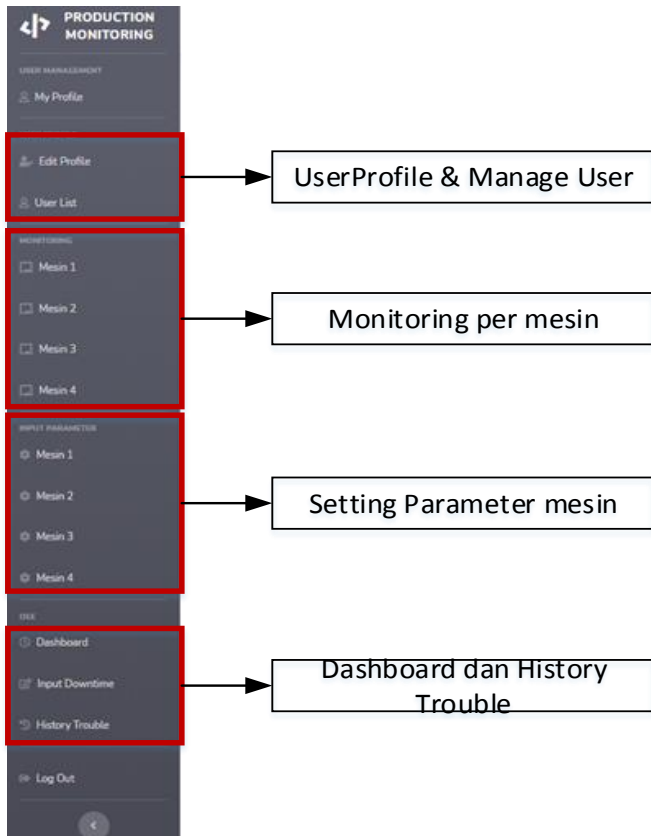 PRODUCTION
MONITORING
USER MANAGEMENT
My Profile
Edit Profile
User List
UserProfile & Manage User
MONITORING
Mesin 1
Mesin 2
Mesin 3
Mesin 4
Monitoring per mesin
INPUT PARAMETER
Mesin 1
Mesin 2
Mesin 3
Mesin 4
Setting Parameter mesin
Dashboard
Input Downtime
History Trouble
Dashboard dan History
Trouble
Log Out